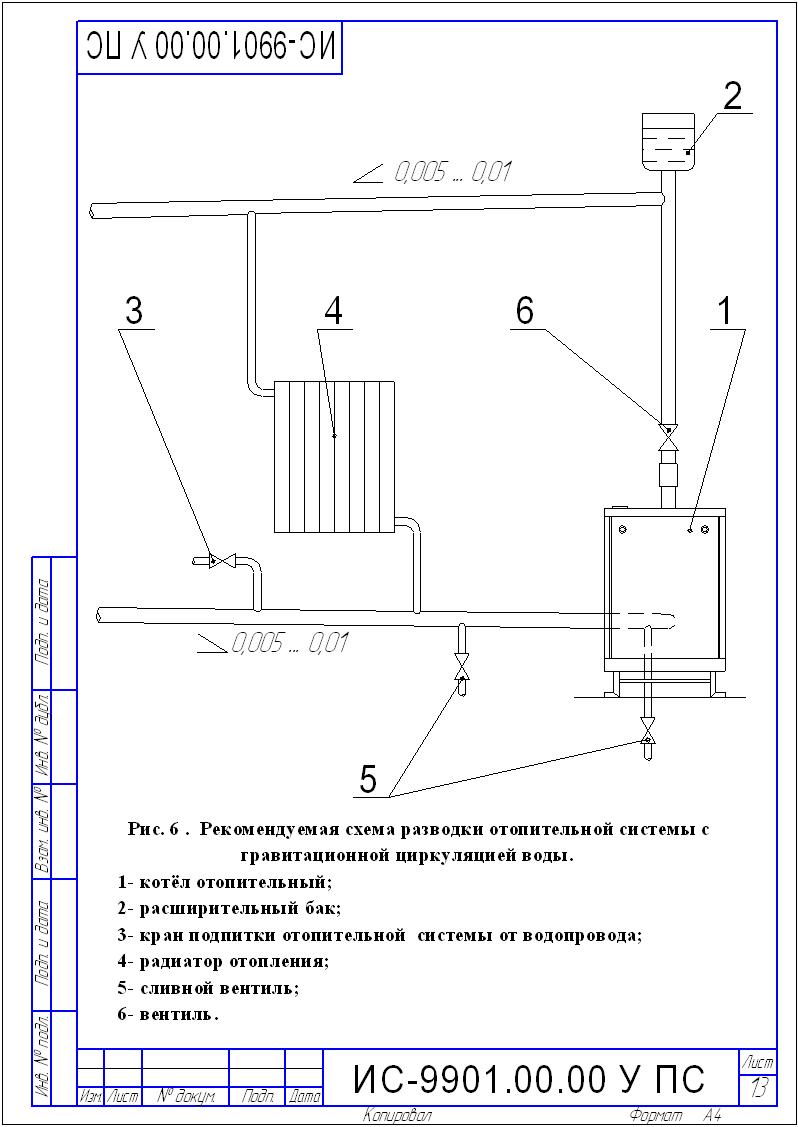 ИС-9901.00.00 У ПС
2
0,005 ... 0,01
3
4
6
1
0,005 ... 0,01
5
Рис. 6 . Рекомендуемая схема разводки отопительной системы с
гравитационной циркуляцией воды.
1- котёл отопительный;
2- расширительный бак;
3- кран подпитки отопительной системы от водопровода;
4- радиатор отопления;
5- сливной вентиль;
6- вентиль.
Подп. и дата
Инв. № дубл.
Взам. инв. №
Подп. и дата
Инв. № подл.
Изм. Лист № докум. Подп. Дата
ИС-9901.00.00 У ПС
Лист
13
Копировал Формат А4